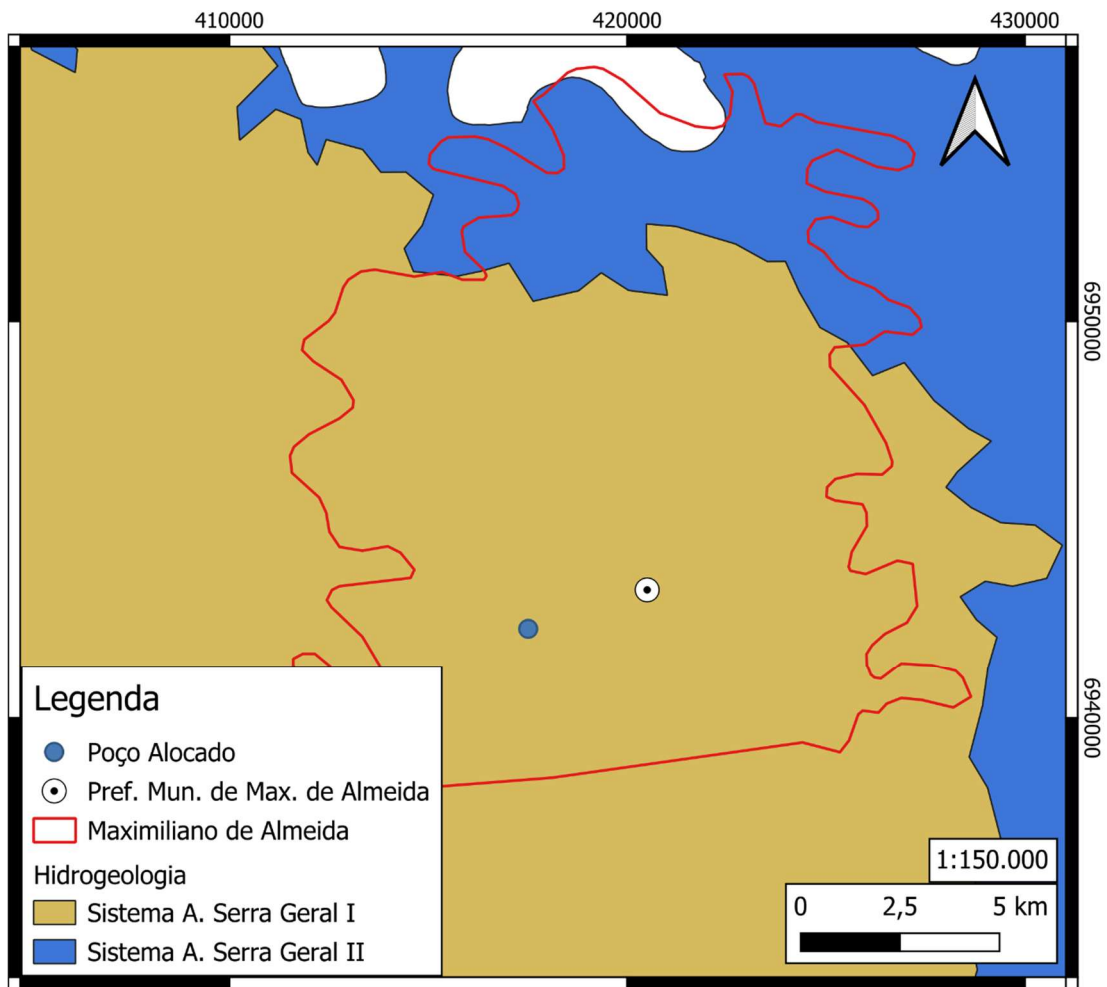 410000 420000 430000
6950000
6940000
Legenda
Poço Alocado
Pref. Mun. de Max. de Almeida
Maximiliano de Almeida
Hidrogeologia
Sistema A. Serra Geral I
Sistema A. Serra Geral II
1:150.000
0 2,5 5 km